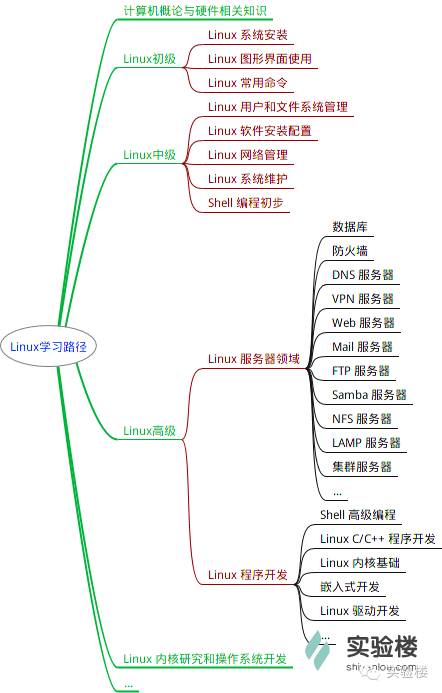 计算机概论与硬件相关知识
Linux初级
Linux 系统安装
Linux 图形界面使用
Linux 常用命令
Linux中级
Linux 用户和文件系统管理
Linux 软件安装配置
Linux 网络管理
Linux 系统维护
Shell 编程初步
Linux学习路径
Linux高级
Linux 服务器领域
数据库
防火墙
DNS 服务器
VPN 服务器
Web 服务器
Mail 服务器
FTP 服务器
Samba 服务器
NFS 服务器
LAMP 服务器
集群服务器
...
Linux 程序开发
Shell 高级编程
Linux C/C++ 程序开发
Linux 内核基础
嵌入式开发
Linux 驱动开发
...
Linux 内核研究和操作系统开发
...
实验楼
shiyanlou.com
实验楼